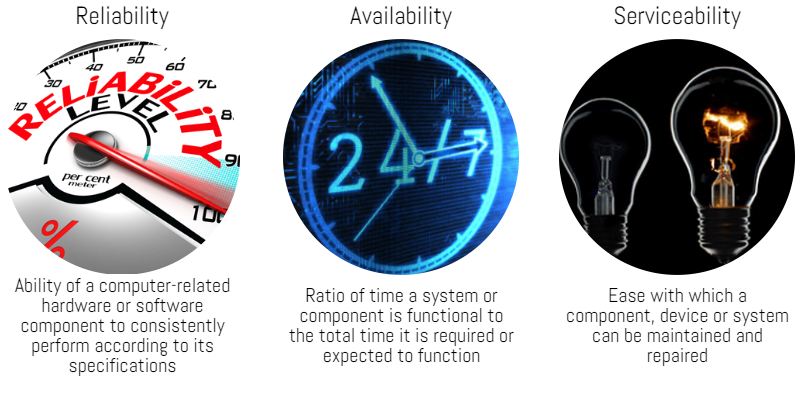 Reliability
30 40 50 60
70
RELiABiLiTY
LEVEL
per cent
meter
%
Ability of a computer-related
hardware or software
component to consistently
perform according to its
specifications
Availability
24/7
Ratio of time a system or
component is functional to
the total time it is required or
expected to function
Serviceability
Ease with which a
component, device or system
can be maintained and
repaired